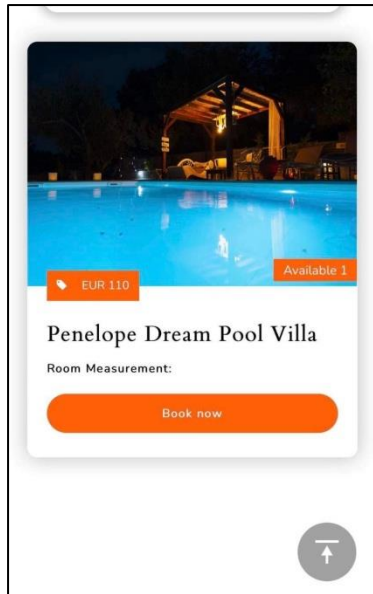 Available 1
EUR 110
Penelope Dream Pool Villa
Room Measurement:
Book now